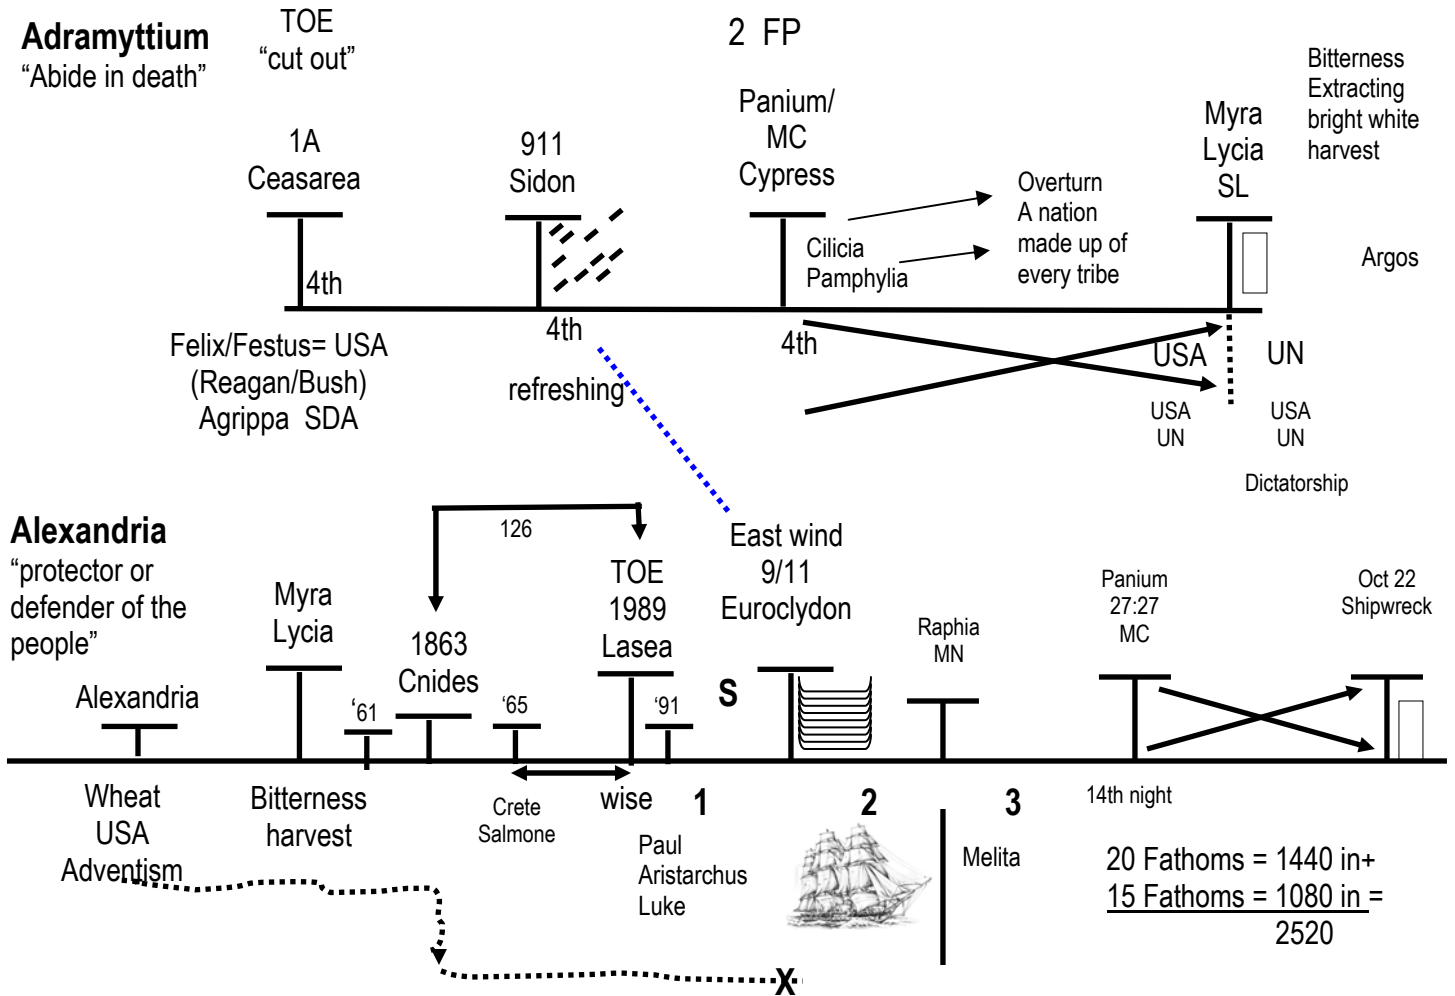 Adramyttium
“Abide in death”
TOE
“cut out”
2 FP
Bitterness
Extracting
bright white
harvest
1A
Ceasarea
911
Sidon
Panium/
MC
Cypress
Myra
Lycia
SL
Overturn
A nation
made up of
every tribe
Cilicia
Pamphylia
Argos
4th
4th
4th
Felix/Festus= USA
(Reagan/Bush)
Agrippa SDA
refreshing
USA
UN
USA
UN
USA
UN
Dictatorship
Alexandria
“protector or
defender of the
people”
126
Alexandria
Myra
Lycia
‘61
1863
Cnides
‘65
TOE
1989
Lasea
‘91
S
East wind
9/11
Euroclydon
Raphia
MN
Panium
27:27
MC
Oct 22
Shipwreck
Wheat
USA
Adventism
Bitterness
harvest
Crete
Salmone
wise
1
2
3
14th night
Paul
Aristarchus
Luke
Melita
20 Fathoms = 1440 in+
15 Fathoms = 1080 in =
2520
X